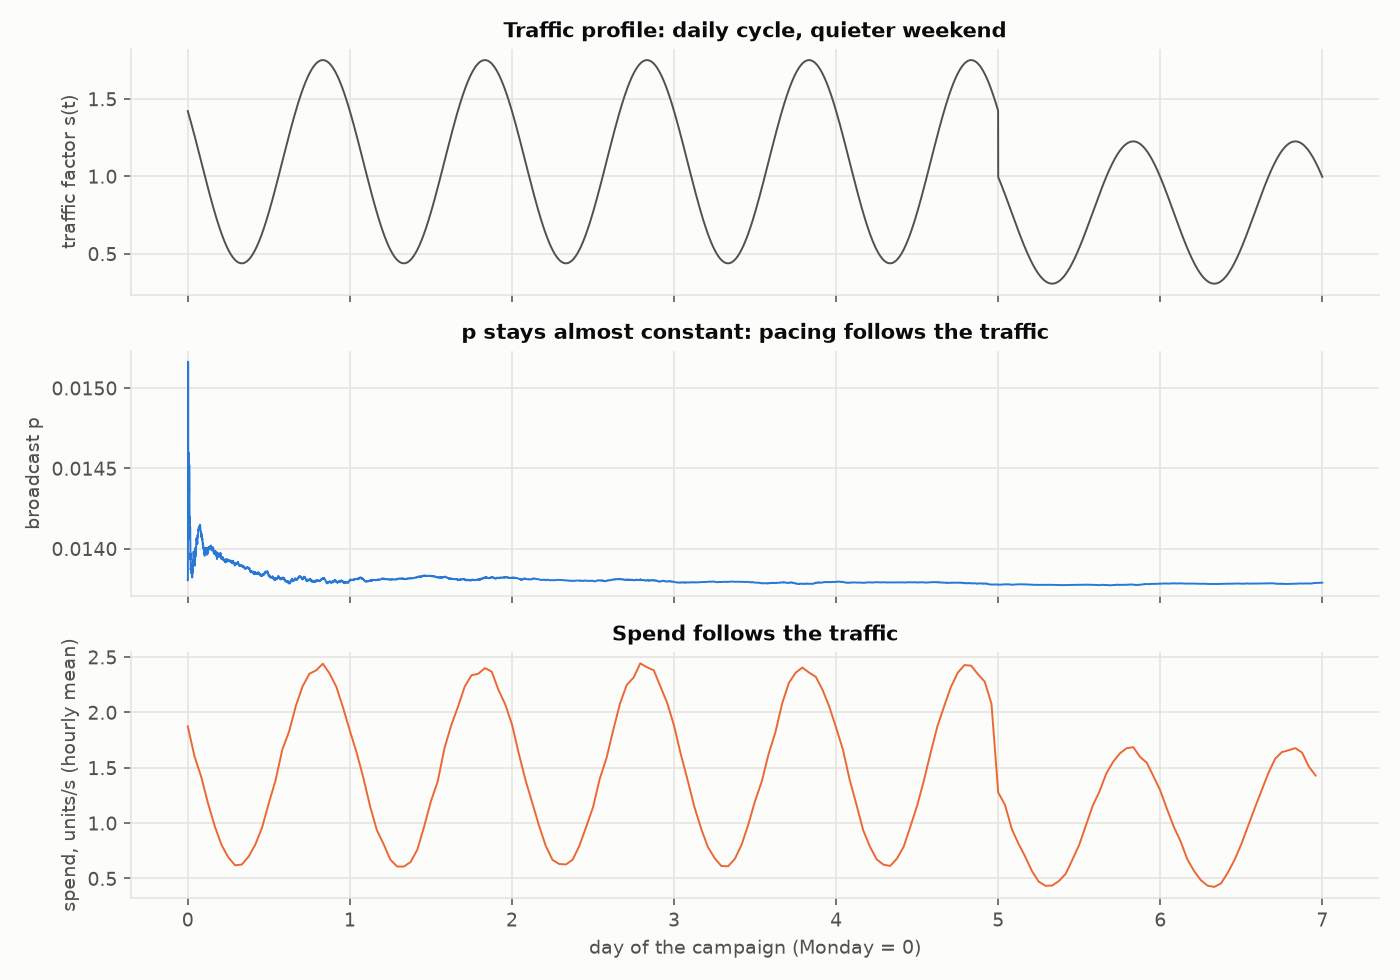 Traffic profile: daily cycle, quieter weekend
traffic factor s(t)
1.5
1.0
0.5
p stays almost constant: pacing follows the traffic
broadcast p
0.0150
0.0145
0.0140
Spend follows the traffic
spend, units/s (hourly mean)
2.5
2.0
1.5
1.0
0.5
0 1 2 3 4 5 6 7
day of the campaign (Monday = 0)